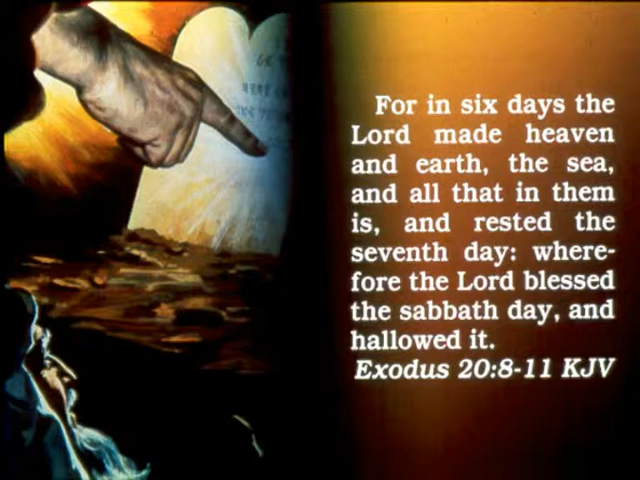 For in six days the
Lord made heaven
and earth, the sea,
and all that in them
is, and rested the
seventh day: where-
fore the Lord blessed
the sabbath day, and
hallowed it.
Exodus 20:8-11 KJV